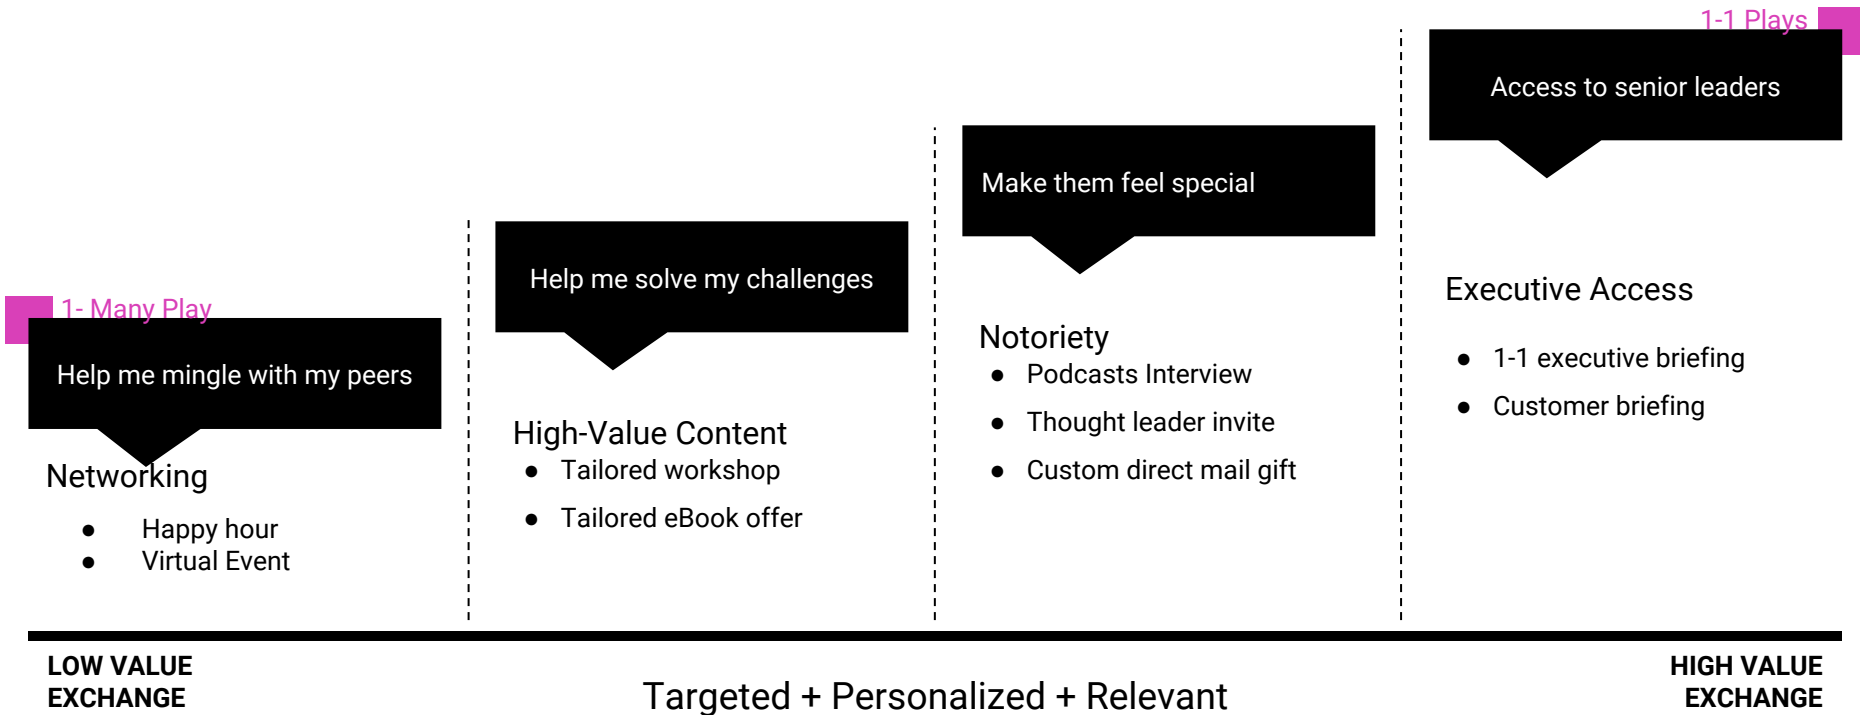 1- Many Play
Help me mingle with my peers
Networking
● Happy hour
● Virtual Event
Help me solve my challenges
High-Value Content
● Tailored workshop
● Tailored eBook offer
Make them feel special
Notoriety
● Podcasts Interview
● Thought leader invite
● Custom direct mail gift
1-1 Plays
Access to senior leaders
Executive Access
● 1-1 executive briefing
● Customer briefing
LOW VALUE
EXCHANGE
Targeted + Personalized + Relevant
HIGH VALUE
EXCHANGE